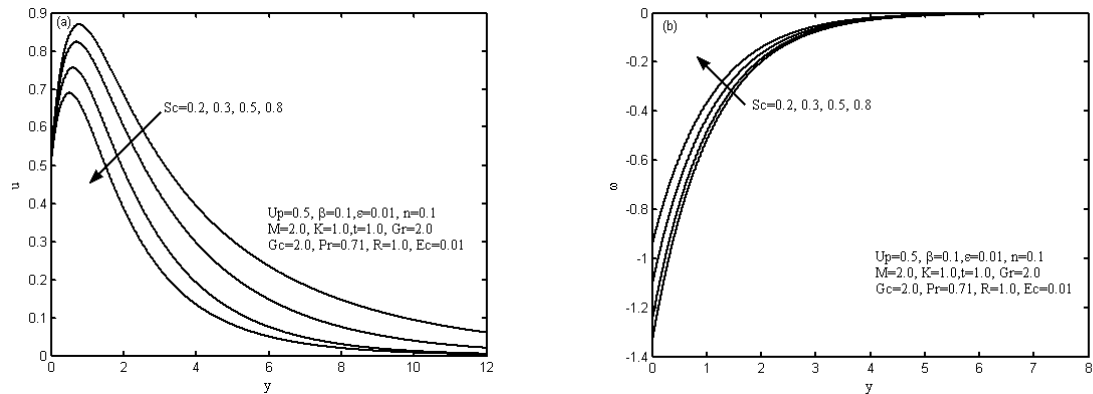 (a)
0.9
0.8
0.7
0.6
0.5
0.4
0.3
0.2
0.1
0
u
Sc=0.2, 0.3, 0.5, 0.8
Up=0.5, β=0.1,ε=0.01, n=0.1
M=2.0, K=1.0,t=1.0, Gr=2.0
Gc=2.0, Pr=0.71, R=1.0, Ec=0.01
0 2 4 6 8 10 12
y
(b)
0
-0.2
-0.4
-0.6
-0.8
-1
-1.2
-1.4
ω
Sc=0.2, 0.3, 0.5, 0.8
Up=0.5, β=0.1,ε=0.01, n=0.1
M=2.0, K=1.0,t=1.0, Gr=2.0
Gc=2.0, Pr=0.71, R=1.0, Ec=0.01
0 1 2 3 4 5 6 7 8
y